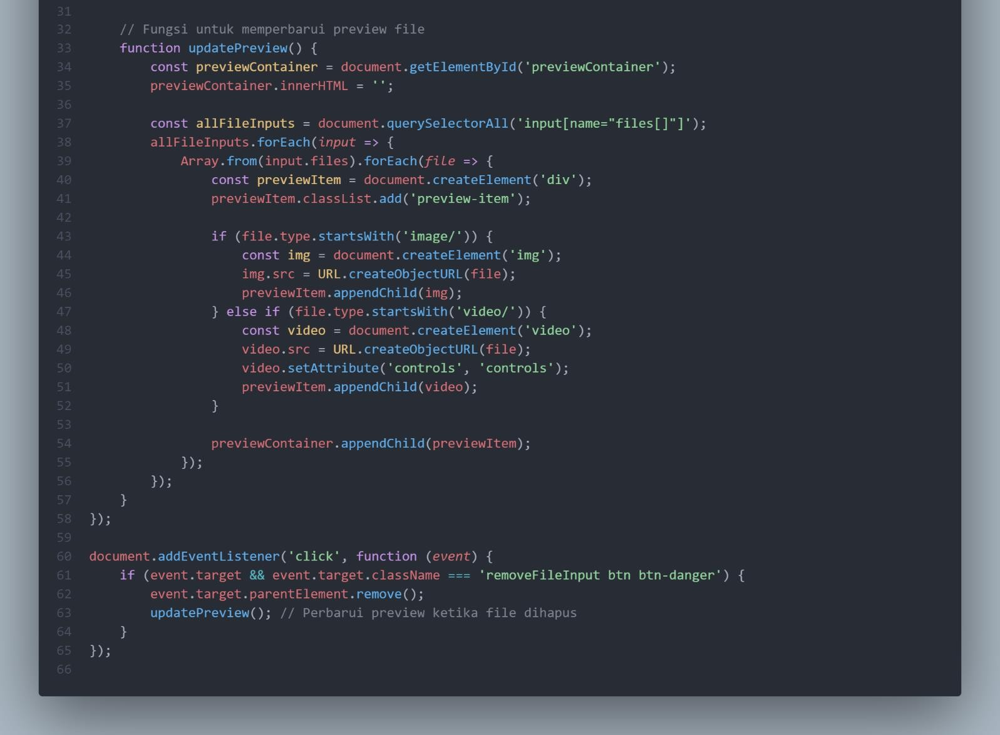 31
32     // Fungsi untuk memperbarui preview file
33     function updatePreview() {
34         const previewContainer = document.getElementById('previewContainer');
35         previewContainer.innerHTML = '';
36
37         const allFileInputs = document.querySelectorAll('input[name="files[]"]');
38         allFileInputs.forEach(input => {
39             Array.from(input.files).forEach(file => {
40                 const previewItem = document.createElement('div');
41                 previewItem.classList.add('preview-item');
42
43                 if (file.type.startsWith('image/')) {
44                     const img = document.createElement('img');
45                     img.src = URL.createObjectURL(file);
46                     previewItem.appendChild(img);
47                 } else if (file.type.startsWith('video/')) {
48                     const video = document.createElement('video');
49                     video.src = URL.createObjectURL(file);
50                     video.setAttribute('controls', 'controls');
51                     previewItem.appendChild(video);
52                 }
53
54                 previewContainer.appendChild(previewItem);
55             });
56         });
57     }
58 });
59
60 document.addEventListener('click', function (event) {
61     if (event.target && event.target.className === 'removeFileInput btn btn-danger') {
62         event.target.parentElement.remove();
63         updatePreview(); // Perbarui preview ketika file dihapus
64     }
65 });
66